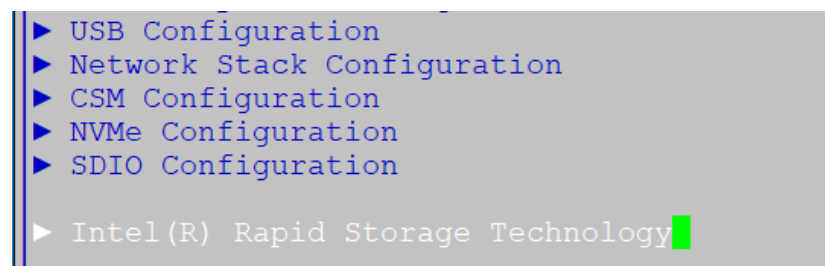 ► USB Configuration
► Network Stack Configuration
► CSM Configuration
► NVMe Configuration
► SDIO Configuration
► Intel(R) Rapid Storage Technology